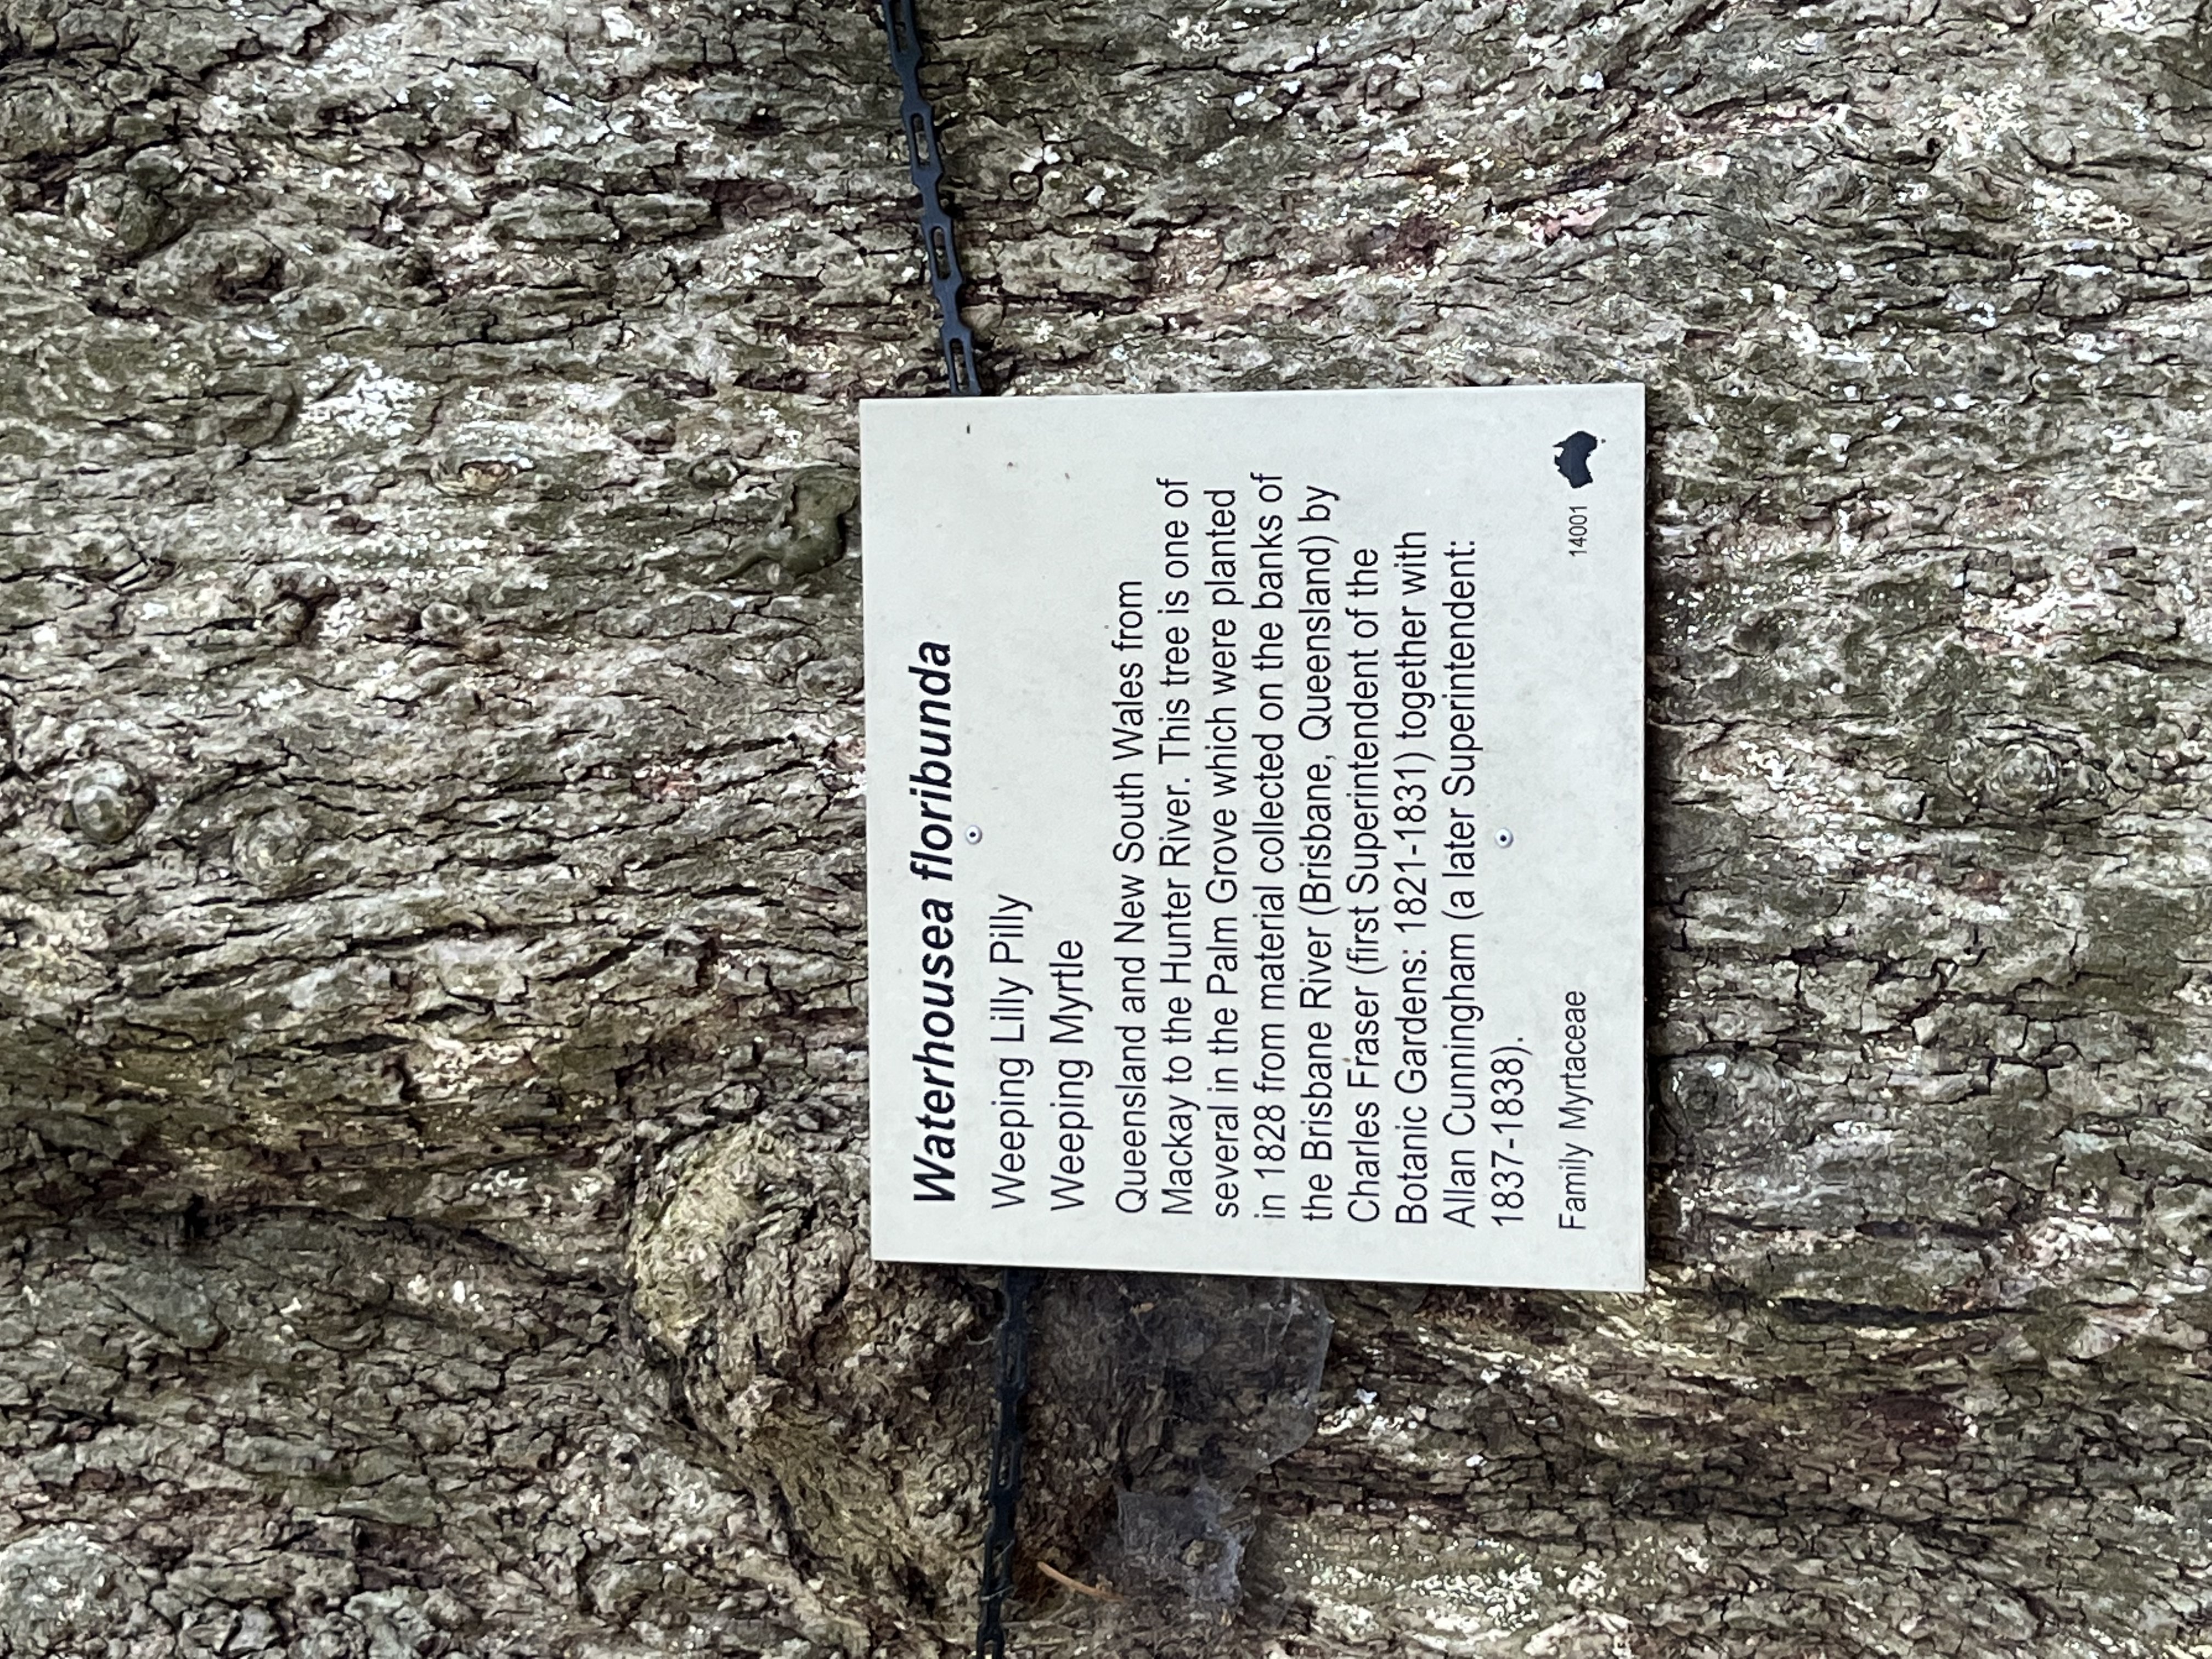 Waterhousea floribunda
Weeping Lilly Pilly
Weeping Myrtle
Queensland and New South Wales from
Mackay to the Hunter River. This tree is one of
several in the Palm Grove which were planted
in 1828 from material collected on the banks of
the Brisbane River (Brisbane, Queensland) by
Charles Fraser (first Superintendent of the
Botanic Gardens: 1821-1831) together with
Allan Cunningham (a later Superintendent:
1837-1838).
Family Myrtaceae
14001